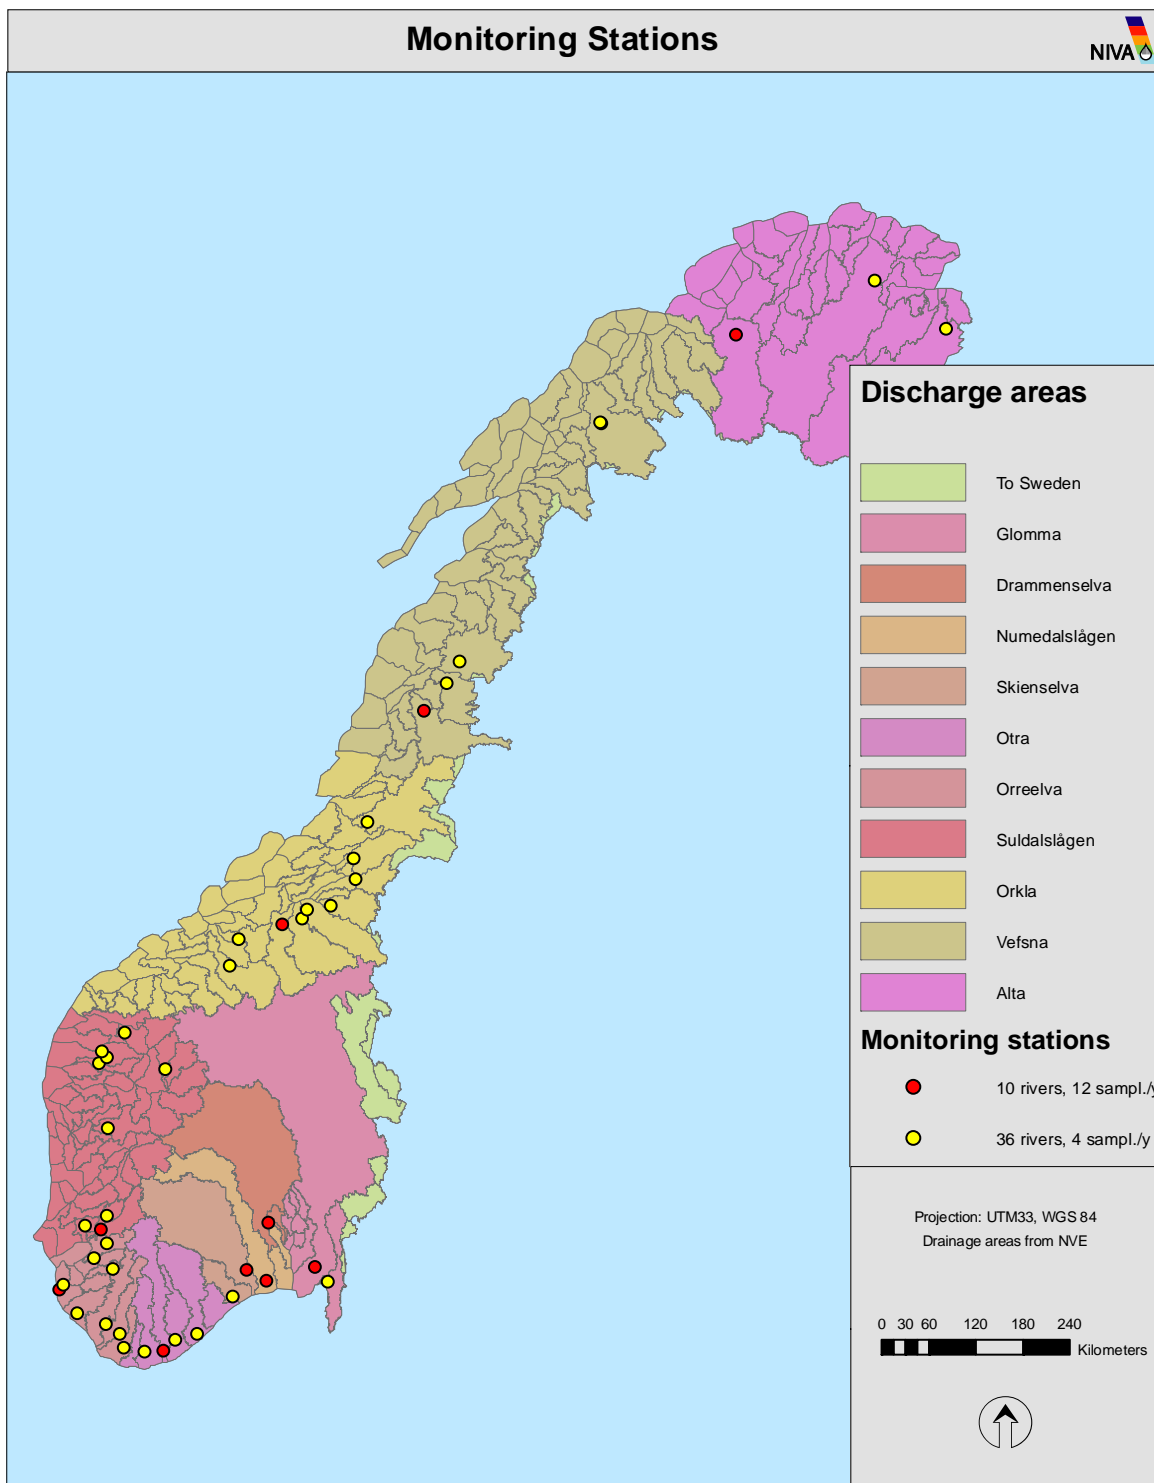 Monitoring Stations
NIVA
Discharge areas
To Sweden
Glomma
Drammenselva
Numedalslågen
Skienselva
Otra
Orreelva
Suldalslågen
Orkla
Vefsna
Alta
Monitoring stations
10 rivers, 12 sampl./y
36 rivers, 4 sampl./y
Projection: UTM33, WGS 84
Drainage areas from NVE
0 30 60 120 180 240
Kilometers